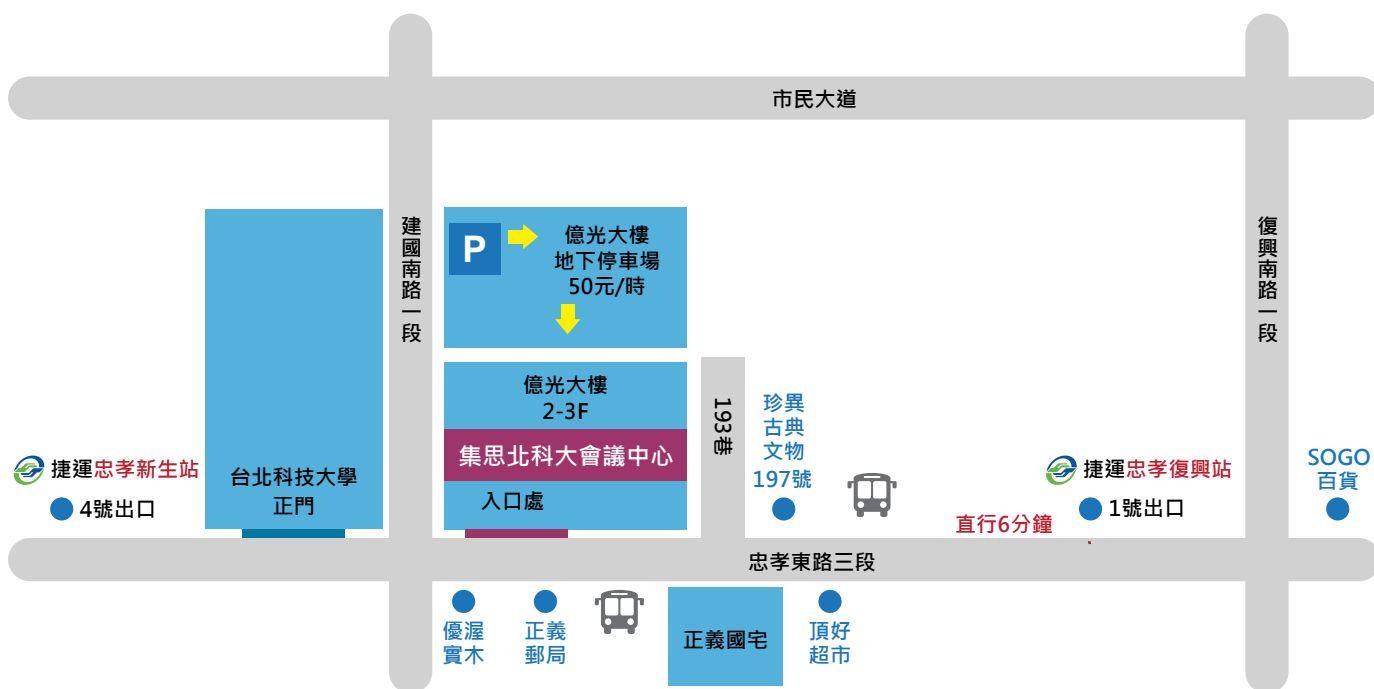 市民大道
建國南路一段
復興南路一段
P
億光大樓
地下停車場
50元/時
億光大樓
2-3F
集思北科大會議中心
入口處
193巷
珍異
古典
文物
197號
捷運忠孝新生站
4號出口
台北科技大學
正門
捷運忠孝復興站
1號出口
直行6分鐘
SOGO
百貨
忠孝東路三段
優渥
實木
正義
郵局
正義國宅
頂好
超市